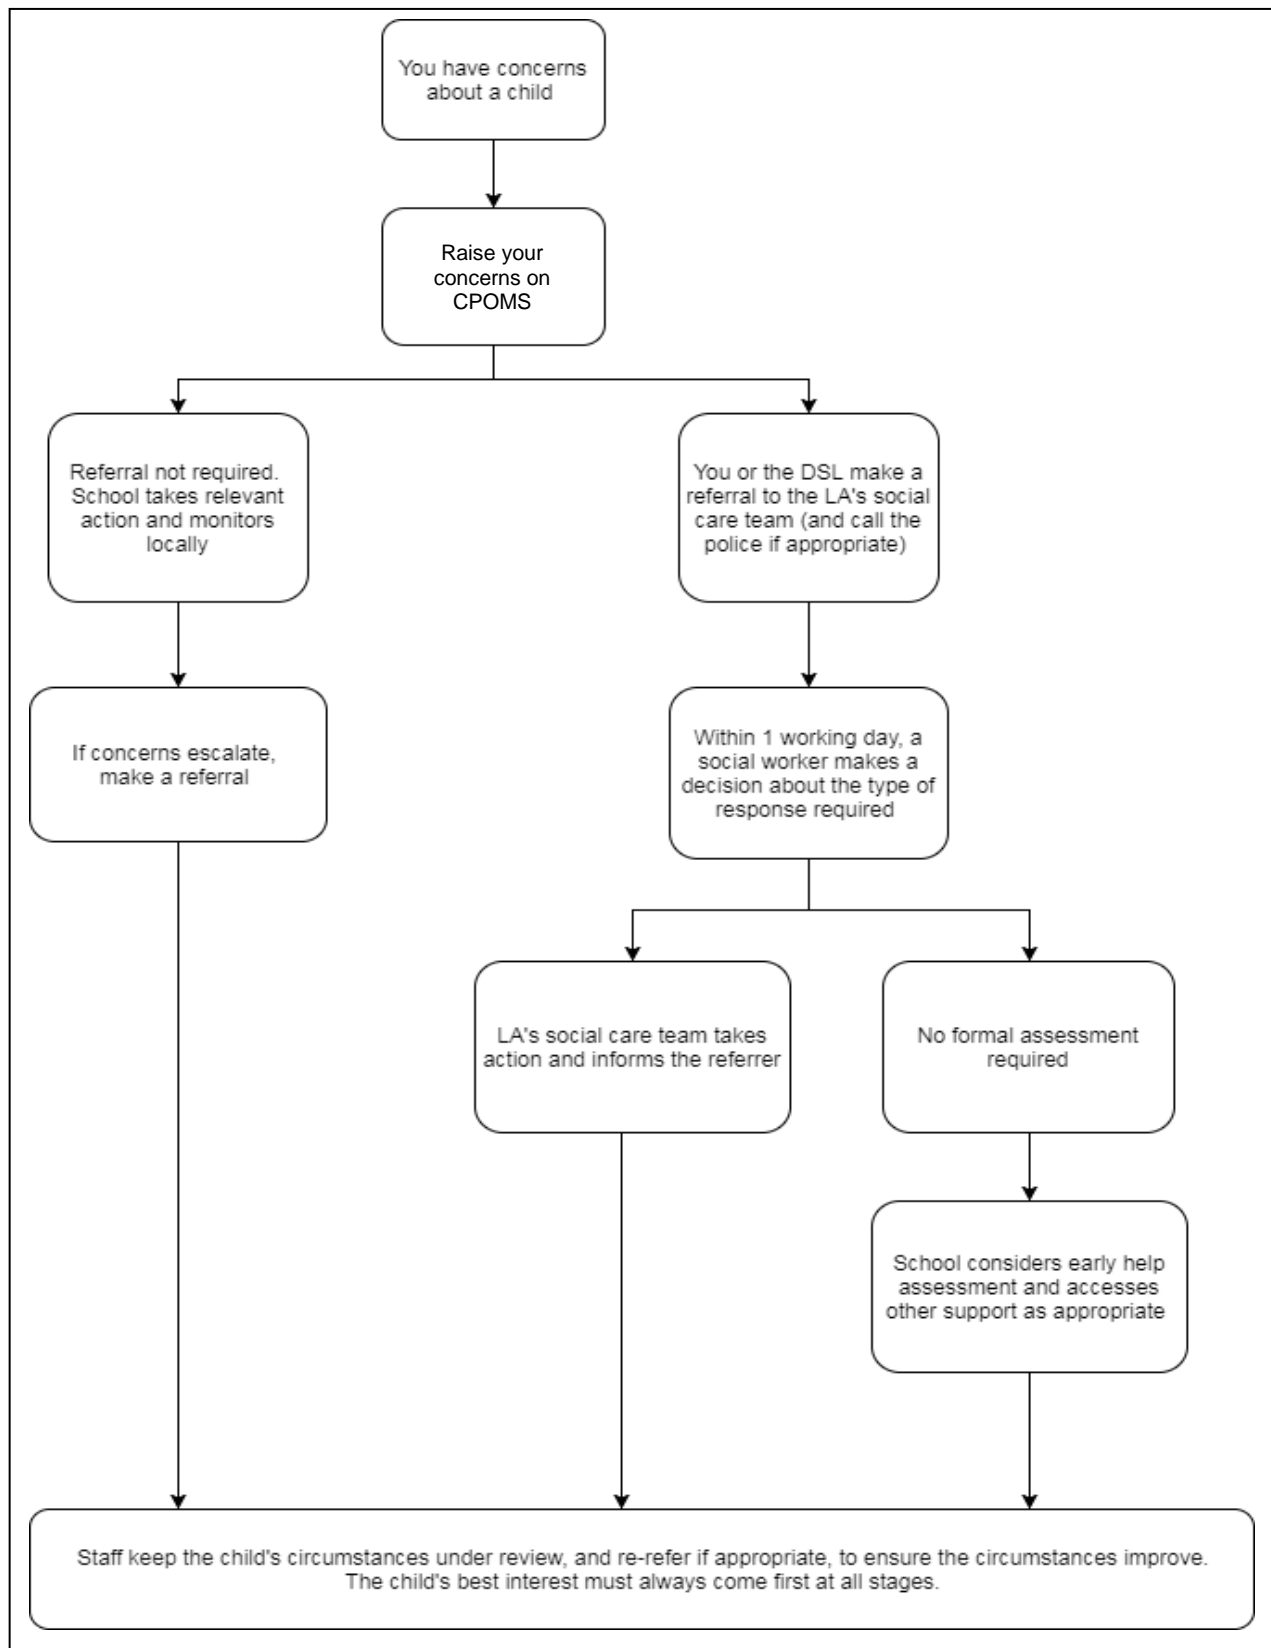 You have concerns
about a child
Raise your
concerns on
CPOMS
Referral not required.
School takes relevant
action and monitors
locally
You or the DSL make a
referral to the LA's social
care team (and call the
police if appropriate)
If concerns escalate,
make a referral
Within 1 working day, a
social worker makes a
decision about the type of
response required
LA's social care team takes
action and informs the referrer
No formal assessment
required
School considers early help
assessment and accesses
other support as appropriate
Staff keep the child's circumstances under review, and re-refer if appropriate, to ensure the circumstances improve.
The child's best interest must always come first at all stages.